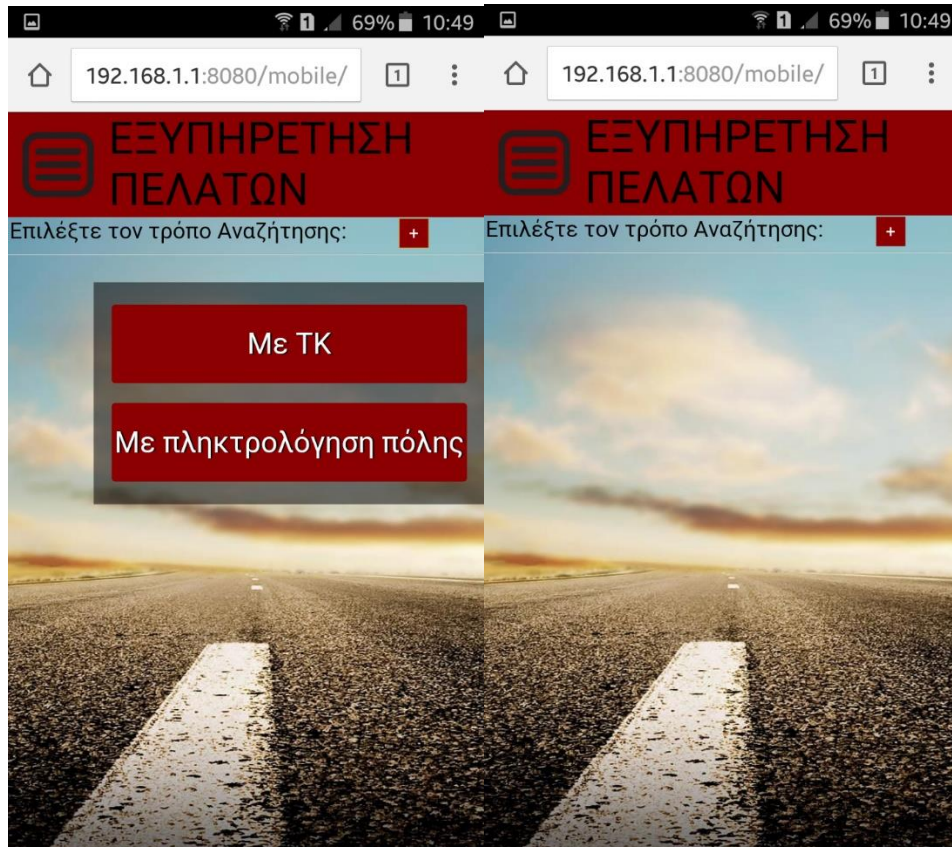 69% 10:49
192.168.1.1:8080/mobile/ 1
ΕΞΥΠΗΡΕΤΗΣΗ
ΠΕΛΑΤΩΝ
Επιλέξτε τον τρόπο Αναζήτησης: +
Με ΤΚ
Με πληκτρολόγηση πόλης
1 69% 10:49
192.168.1.1:8080/mobile/ 1
ΕΞΥΠΗΡΕΤΗΣΗ
ΠΕΛΑΤΩΝ
Επιλέξτε τον τρόπο Αναζήτησης: +